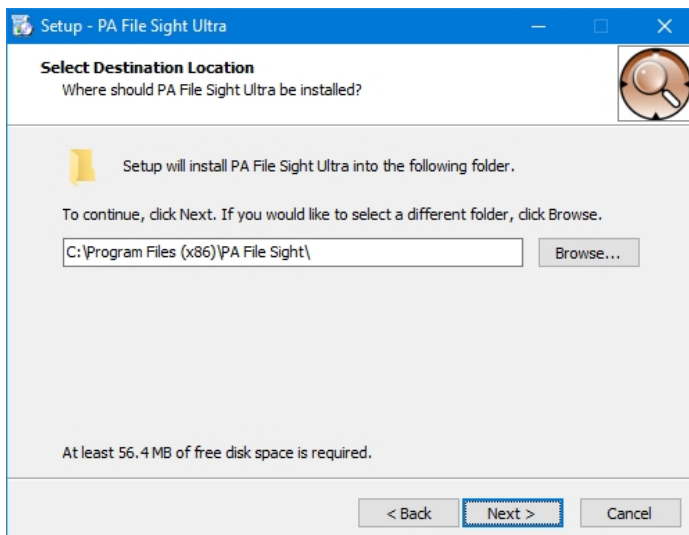 Setup - PA File Sight Ultra
Select Destination Location
Where should PA File Sight Ultra be installed?
Setup will install PA File Sight Ultra into the following folder.
To continue, click Next. If you would like to select a different folder, click Browse.
C:\Program Files (x86)\PA File Sight\
Browse...
At least 56.4 MB of free disk space is required.
< Back
Next >
Cancel